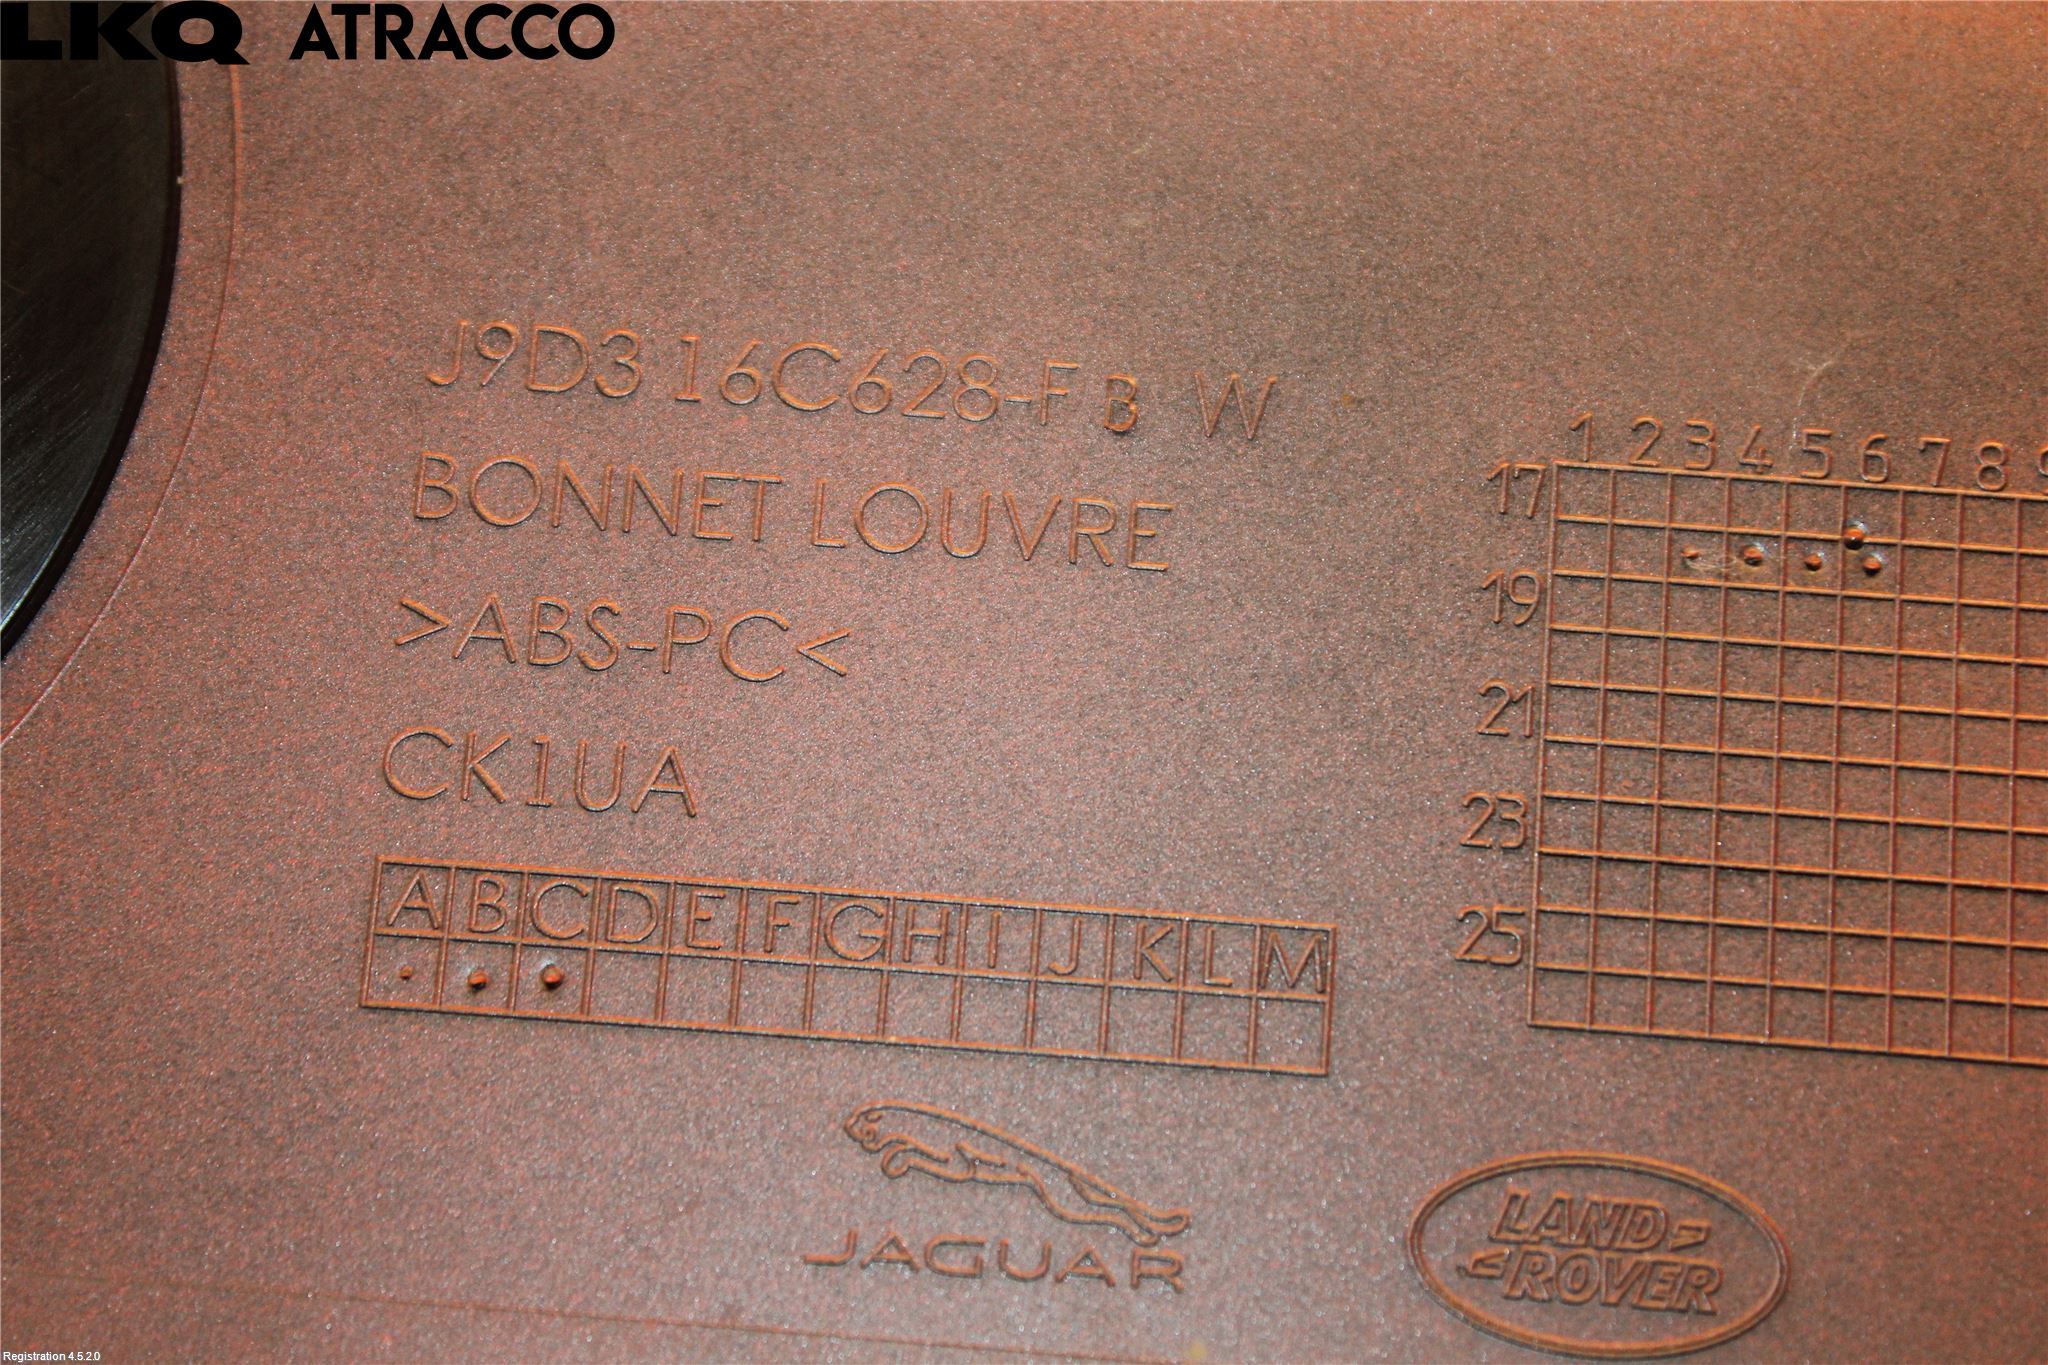 LKQ ATRACCO
J9D3 16C628-FB W
BONNET LOUVRE
>ABS-PC<
CK1UA
A B C D E F G H I J K L M
1 2 3 4 5 6 7 8
17
19
21
23
25
JAGUAR
LAND
ROVER
Registration 4.5.2.0